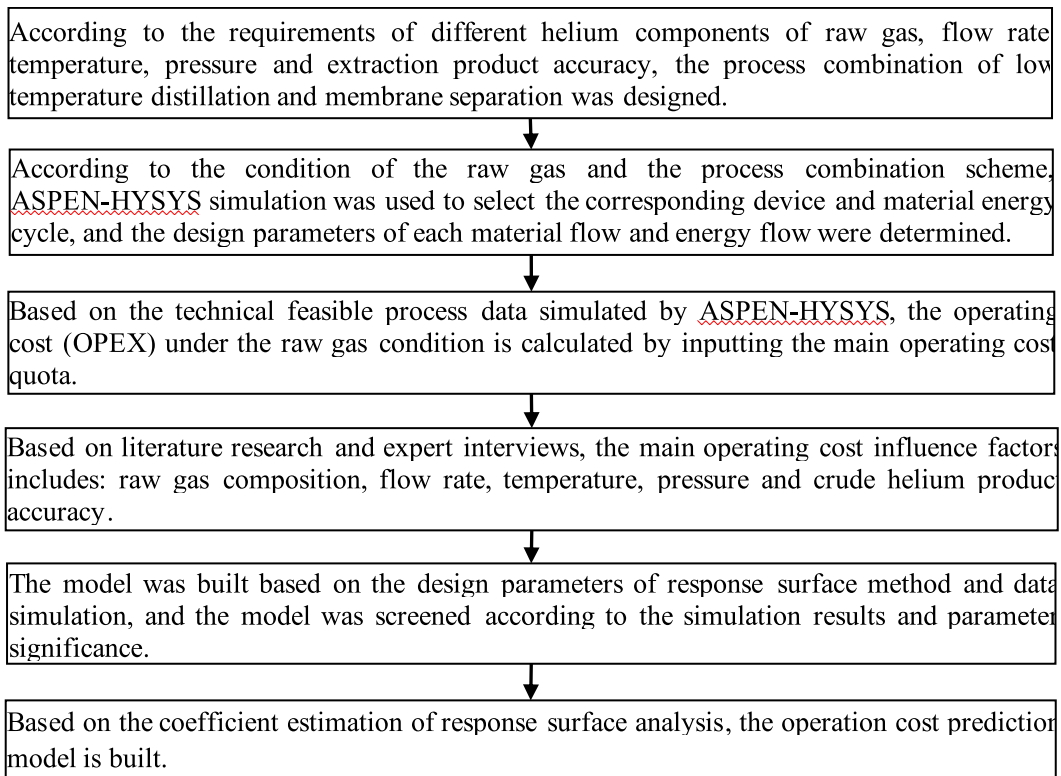 According to the requirements of different helium components of raw gas, flow rate
temperature, pressure and extraction product accuracy, the process combination of low
temperature distillation and membrane separation was designed.
According to the condition of the raw gas and the process combination scheme,
ASPEN-HYSYS simulation was used to select the corresponding device and material energy
cycle, and the design parameters of each material flow and energy flow were determined.
Based on the technical feasible process data simulated by ASPEN-HYSYS, the operating
cost (OPEX) under the raw gas condition is calculated by inputting the main operating cost
quota.
Based on literature research and expert interviews, the main operating cost influence factors
includes: raw gas composition, flow rate, temperature, pressure and crude helium produc
accuracy.
The model was built based on the design parameters of response surface method and data
simulation, and the model was screened according to the simulation results and parameter
significance.
Based on the coefficient estimation of response surface analysis, the operation cost prediction
model is built.